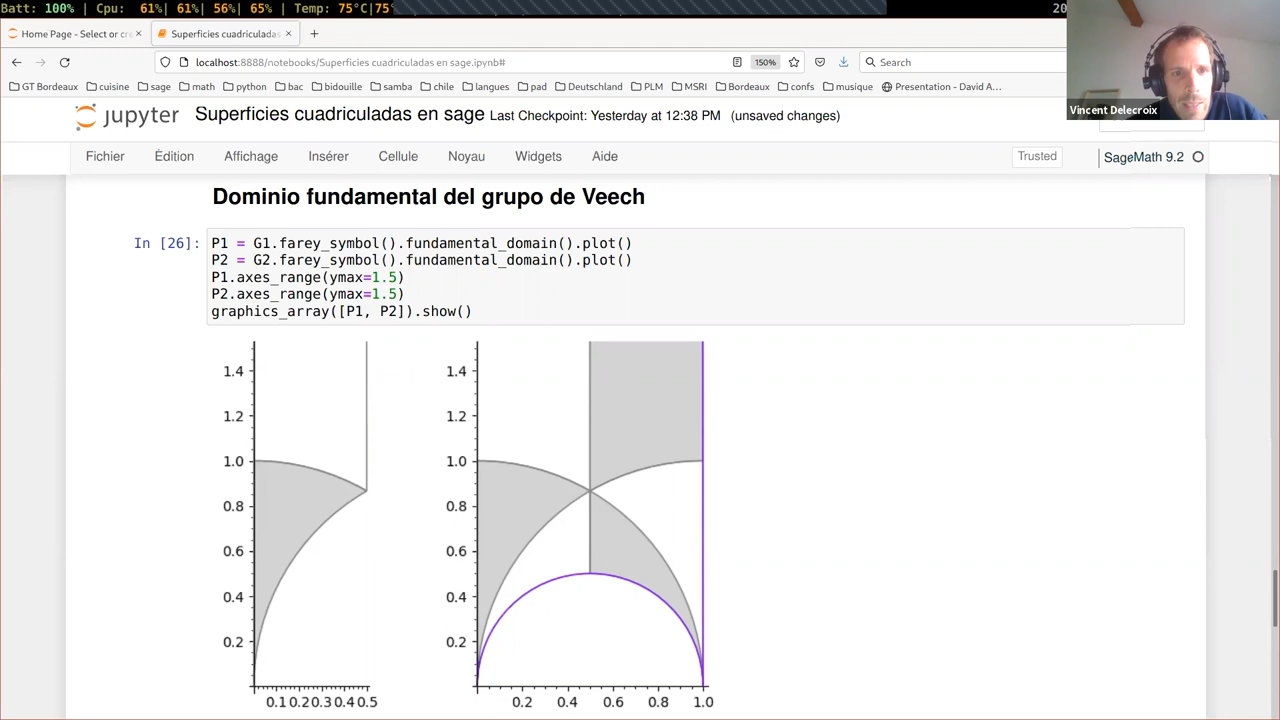 Batt: 100% | Cpu: 61%| 61%| 56%| 65% | Temp: 75°C|75°
20
Home Page - Select or cre
Superficies cuadriculadas
localhost:8888/notebooks/Superficies cuadriculadas en sage.ipynb#
150%
Search
GT Bordeaux cuisine sage math python bac bidouille samba chile langues pad Deutschland PLM MSRI Bordeaux confs musique Presentation - David A...
Vincent Delecroix
jupyter Superficies cuadriculadas en sage Last Checkpoint: Yesterday at 12:38 PM (unsaved changes)
Fichier Édition Affichage Insérer Cellule Noyau Widgets Aide Trusted SageMath 9.2
Dominio fundamental del grupo de Veech
In [26]: P1 = G1.farey_symbol().fundamental_domain().plot()
P2 = G2.farey_symbol().fundamental_domain().plot()
P1.axes_range(ymax=1.5)
P2.axes_range(ymax=1.5)
graphics_array([P1, P2]).show()
1.4 1.4
1.2 1.2
1.0 1.0
0.8 0.8
0.6 0.6
0.4 0.4
0.2 0.2
0.1 0.2 0.3 0.4 0.5 0.2 0.4 0.6 0.8 1.0